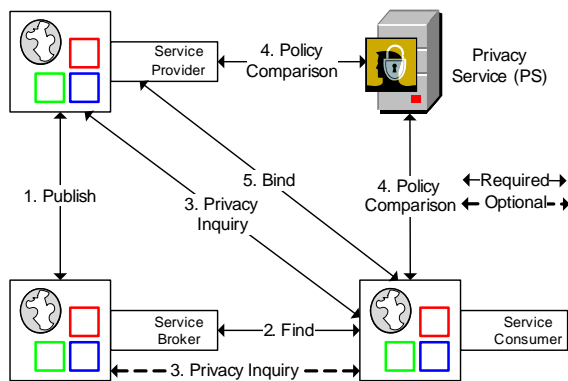 Service
Provider
4. Policy
Comparison
Privacy
Service (PS)
1. Publish
5. Bind
3. Privacy
Inquiry
4. Policy
Comparison
Required
Optional
Service
Broker
2. Find
Service
Consumer
3. Privacy Inquiry